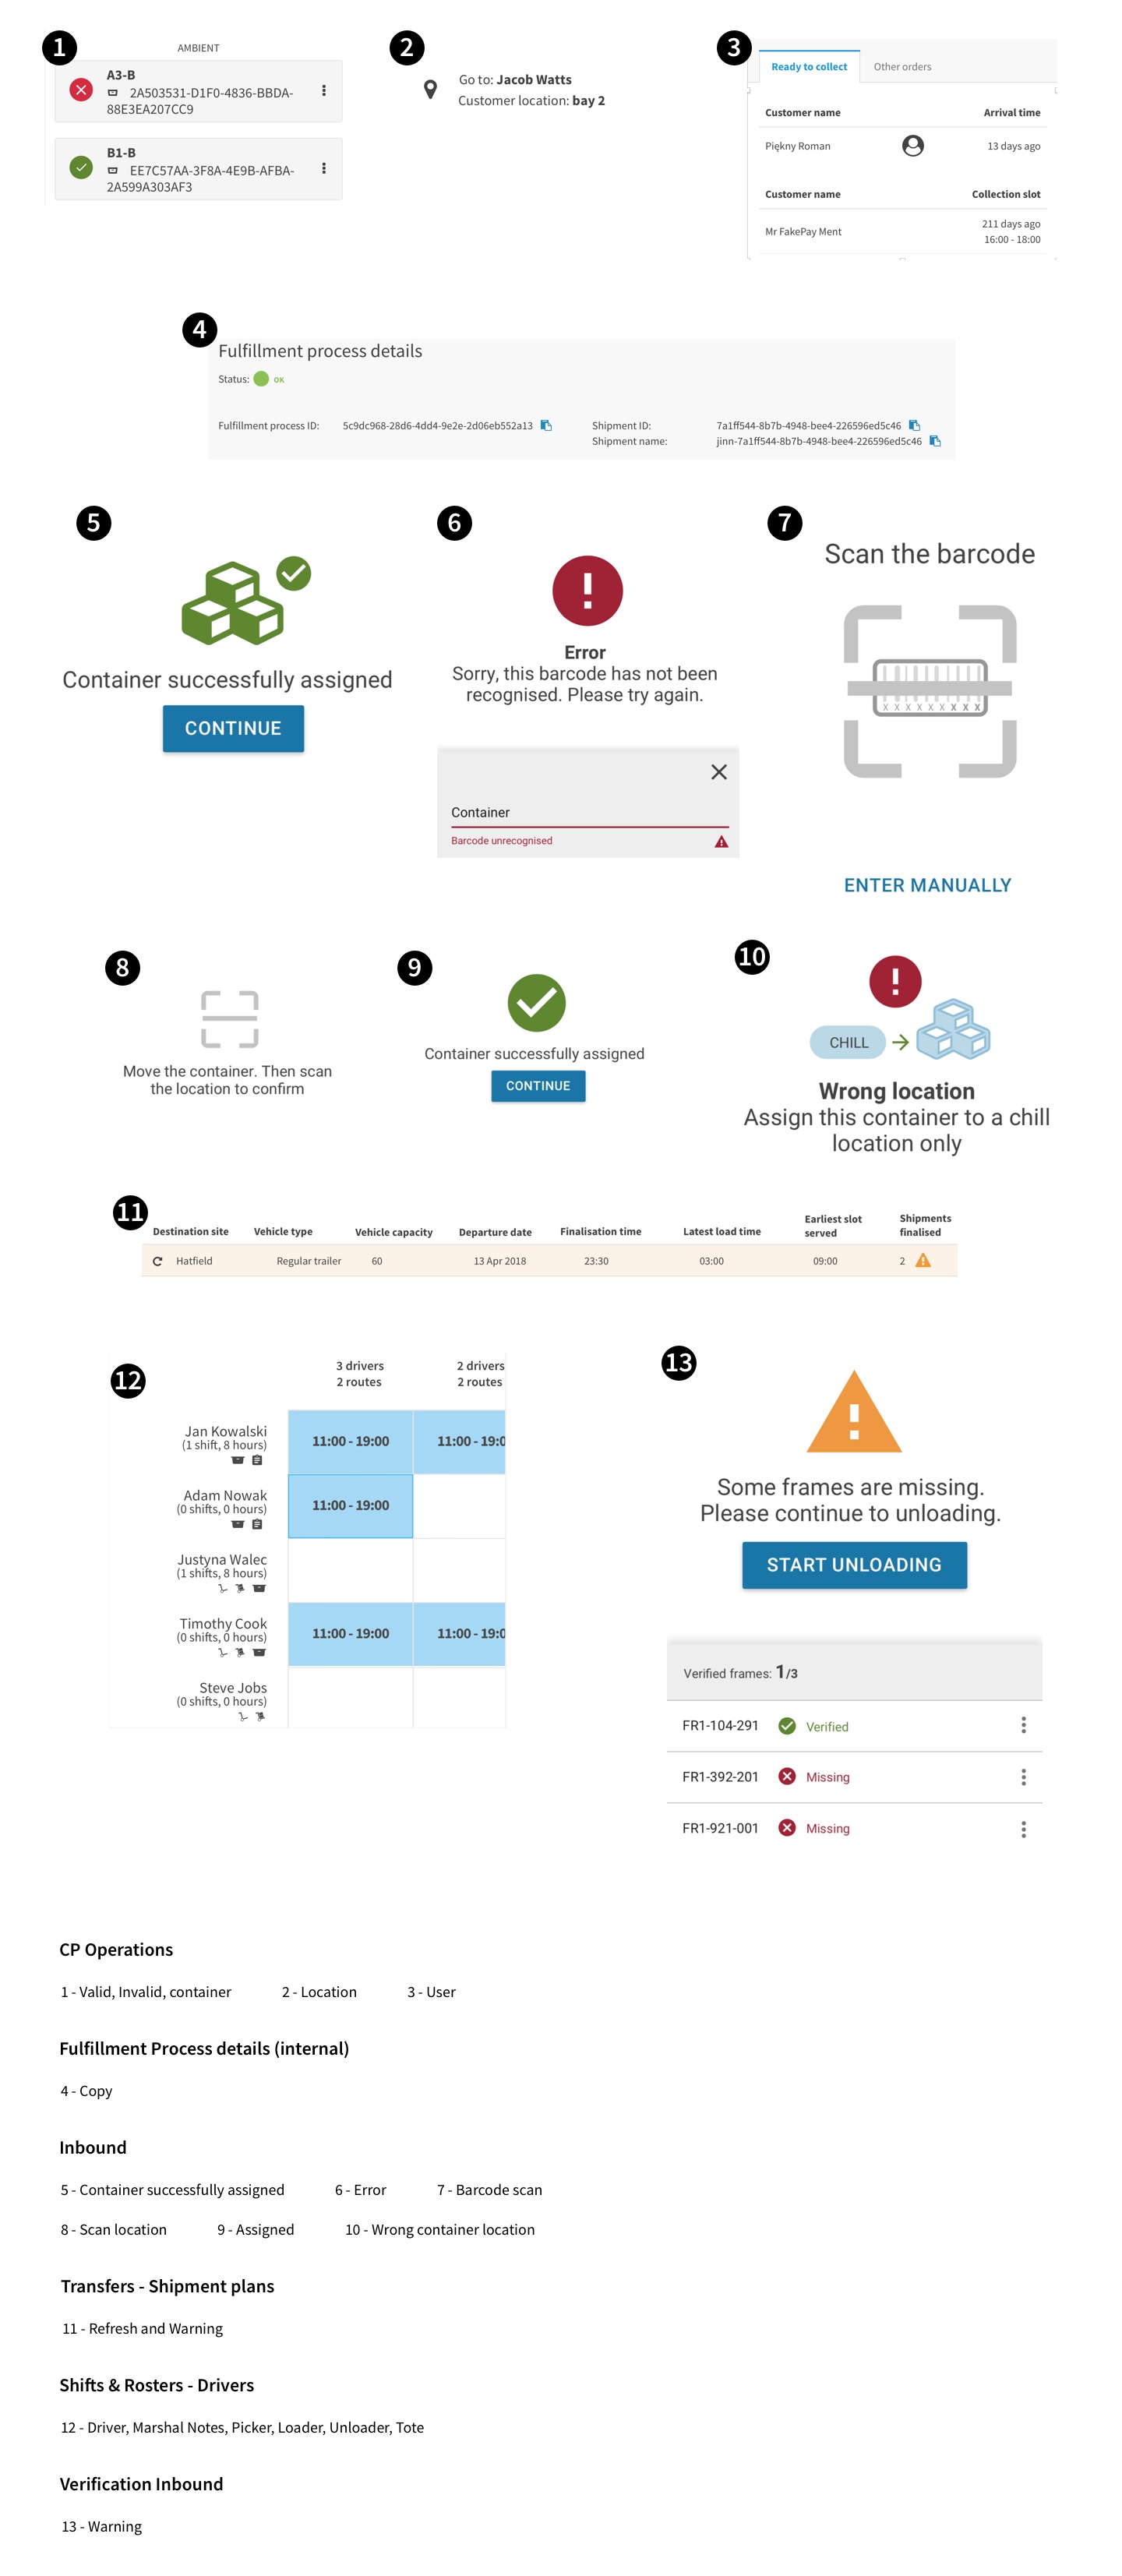 1
AMBIENT
A3-B
2A503531-D1F0-4836-BBDA-
88E3EA207CC9
B1-B
EE7C57AA-3F8A-4E9B-AFBA-
2A599A303AF3
2
Go to: Jacob Watts
Customer location: bay 2
3
Ready to collect Other orders
Customer name Arrival time
Piękny Roman 13 days ago
Customer name Collection slot
Mr FakePay Ment 211 days ago
16:00 - 18:00
4
Fulfillment process details
Status: OK
Fulfillment process ID: 5c9dc968-28d6-4dd4-9e2e-2d06eb552a13 Shipment ID: 7a1ff544-8b7b-4948-bee4-226596ed5c46
Shipment name: jinn-7a1ff544-8b7b-4948-bee4-226596ed5c46
5
Container successfully assigned
CONTINUE
6
Error
Sorry, this barcode has not been
recognised. Please try again.
Container
Barcode unrecognised
7
Scan the barcode
X X X X X X X X X
ENTER MANUALLY
8
Move the container. Then scan
the location to confirm
9
Container successfully assigned
CONTINUE
10
CHILL
Wrong location
Assign this container to a chill
location only
11
Destination site Vehicle type Vehicle capacity Departure date Finalisation time Latest load time Earliest slot served Shipments finalised
Hatfield Regular trailer 60 13 Apr 2018 23:30 03:00 09:00 2
12
3 drivers 2 drivers
2 routes 2 routes
Jan Kowalski
(1 shift, 8 hours)
11:00 - 19:00 11:00 - 19:0
Adam Nowak
(0 shifts, 0 hours)
11:00 - 19:00
Justyna Walec
(1 shift, 8 hours)
Timothy Cook
(0 shifts, 0 hours)
11:00 - 19:00 11:00 - 19:0
Steve Jobs
(0 shifts, 0 hours)
13
Some frames are missing.
Please continue to unloading.
START UNLOADING
Verified frames: 1/3
FR1-104-291 Verified
FR1-392-201 Missing
FR1-921-001 Missing
CP Operations
1 - Valid, Invalid, container 2 - Location 3 - User
Fulfillment Process details (internal)
4 - Copy
Inbound
5 - Container successfully assigned 6 - Error 7 - Barcode scan
8 - Scan location 9 - Assigned 10 - Wrong container location
Transfers - Shipment plans
11 - Refresh and Warning
Shifts & Rosters - Drivers
12 - Driver, Marshal Notes, Picker, Loader, Unloader, Tote
Verification Inbound
13 - Warning